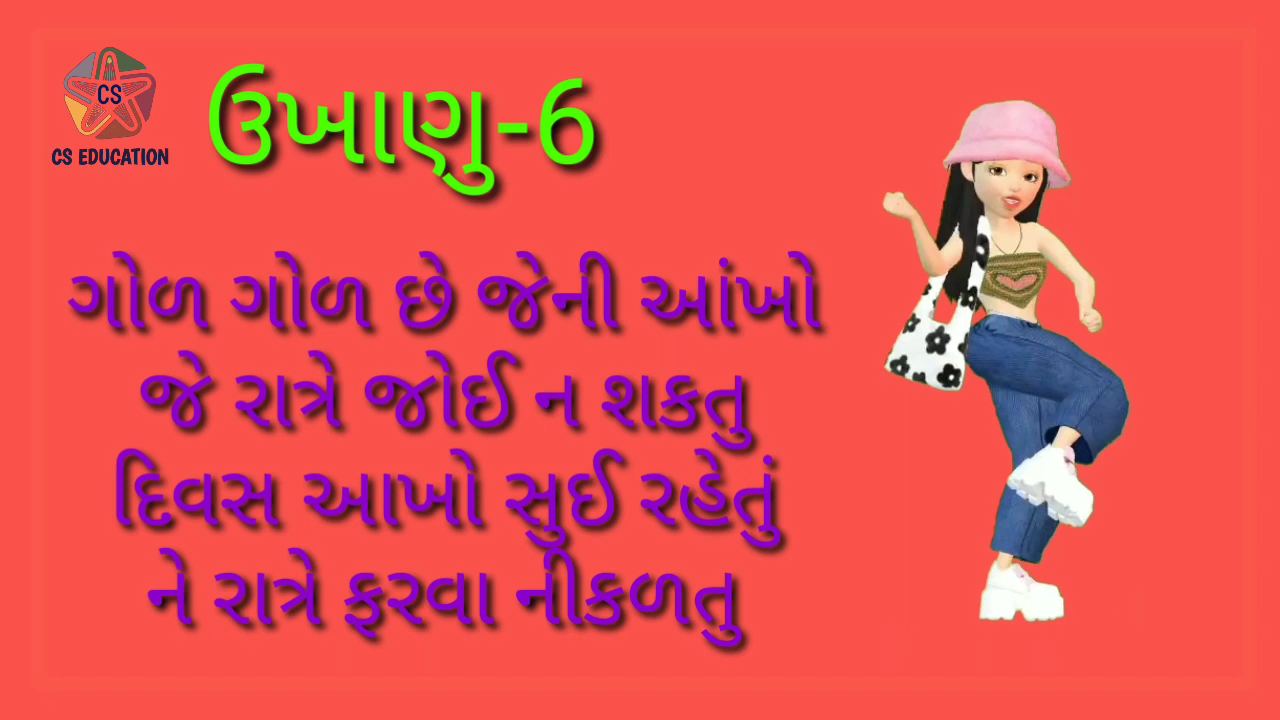 CS
CS EDUCATION
ઉખાણુ-6
ગોળ ગોળ છે જેની આંખો
જે રાત્રે જોઈ ન શકતુ
દિવસ આખો સુઈ રહેતું
ને રાત્રે ફરવા નીકળતુ